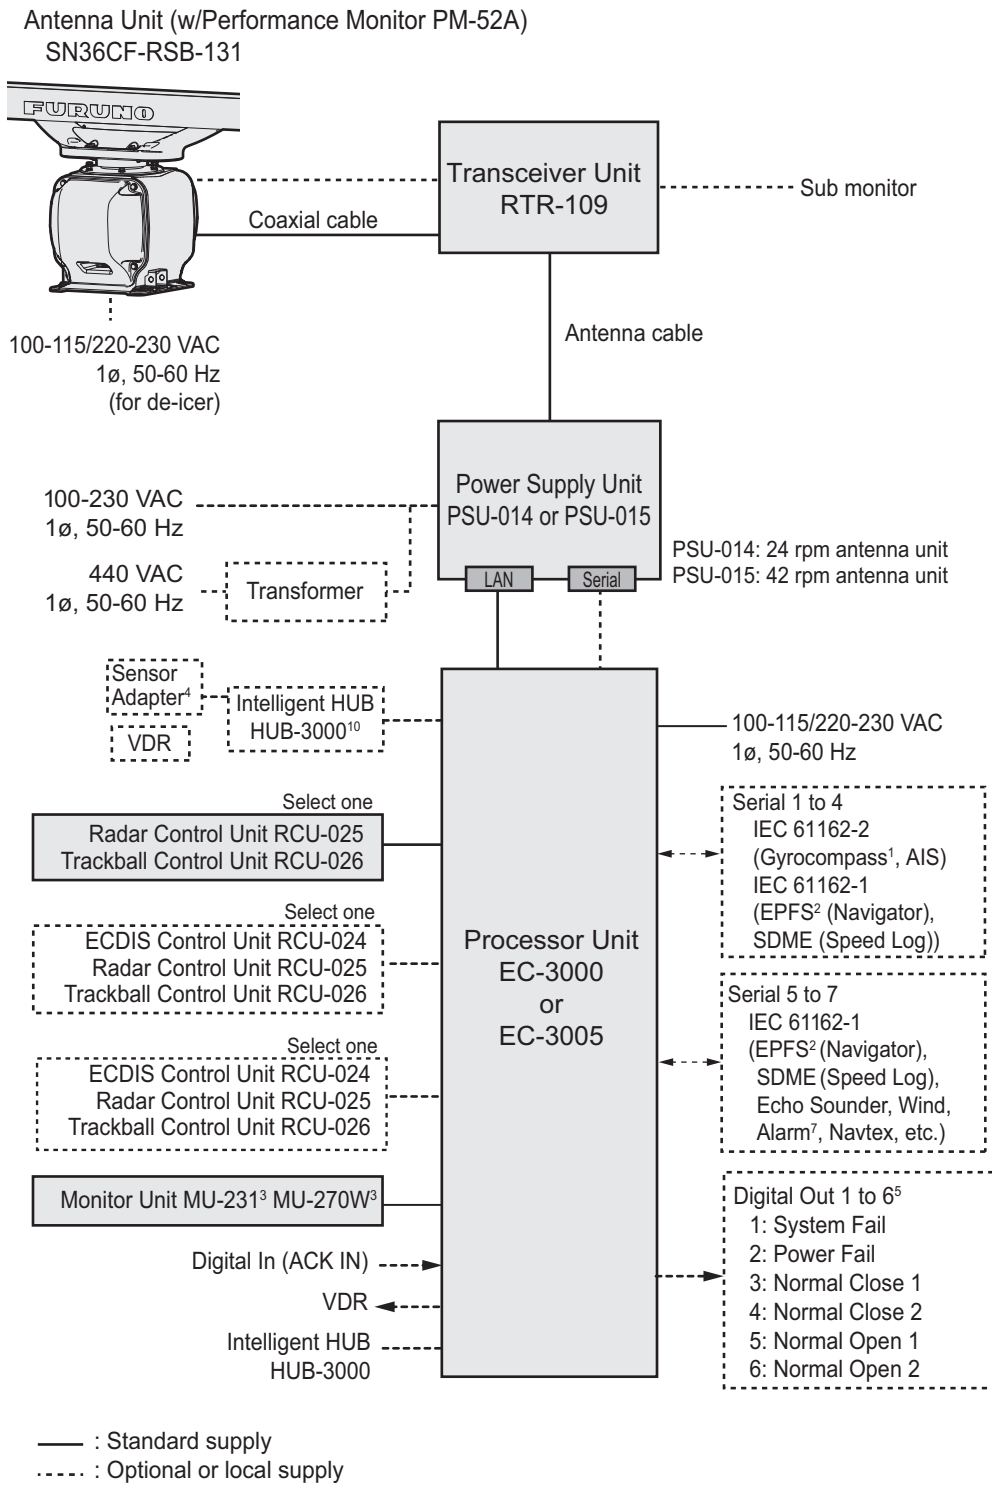 Antenna Unit (w/Performance Monitor PM-52A)
SN36CF-RSB-131
FURUNO
Transceiver Unit
RTR-109
Sub monitor
Coaxial cable
100-115/220-230 VAC
1ø, 50-60 Hz
(for de-icer)
Antenna cable
Power Supply Unit
PSU-014 or PSU-015
LAN
Serial
PSU-014: 24 rpm antenna unit
PSU-015: 42 rpm antenna unit
100-230 VAC
1ø, 50-60 Hz
440 VAC
1ø, 50-60 Hz
Transformer
Sensor
Adapter⁴
VDR
Intelligent HUB
HUB-3000¹⁰
Select one
Radar Control Unit RCU-025
Trackball Control Unit RCU-026
Select one
ECDIS Control Unit RCU-024
Radar Control Unit RCU-025
Trackball Control Unit RCU-026
Select one
ECDIS Control Unit RCU-024
Radar Control Unit RCU-025
Trackball Control Unit RCU-026
Monitor Unit MU-231³ MU-270W³
Digital In (ACK IN)
VDR
Intelligent HUB
HUB-3000
Processor Unit
EC-3000
or
EC-3005
100-115/220-230 VAC
1ø, 50-60 Hz
Serial 1 to 4
IEC 61162-2
(Gyrocompass¹, AIS)
IEC 61162-1
(EPFS² (Navigator),
SDME (Speed Log))
Serial 5 to 7
IEC 61162-1
(EPFS² (Navigator),
SDME (Speed Log),
Echo Sounder, Wind,
Alarm⁷, Navtex, etc.)
Digital Out 1 to 6⁵
1: System Fail
2: Power Fail
3: Normal Close 1
4: Normal Close 2
5: Normal Open 1
6: Normal Open 2
: Standard supply
: Optional or local supply